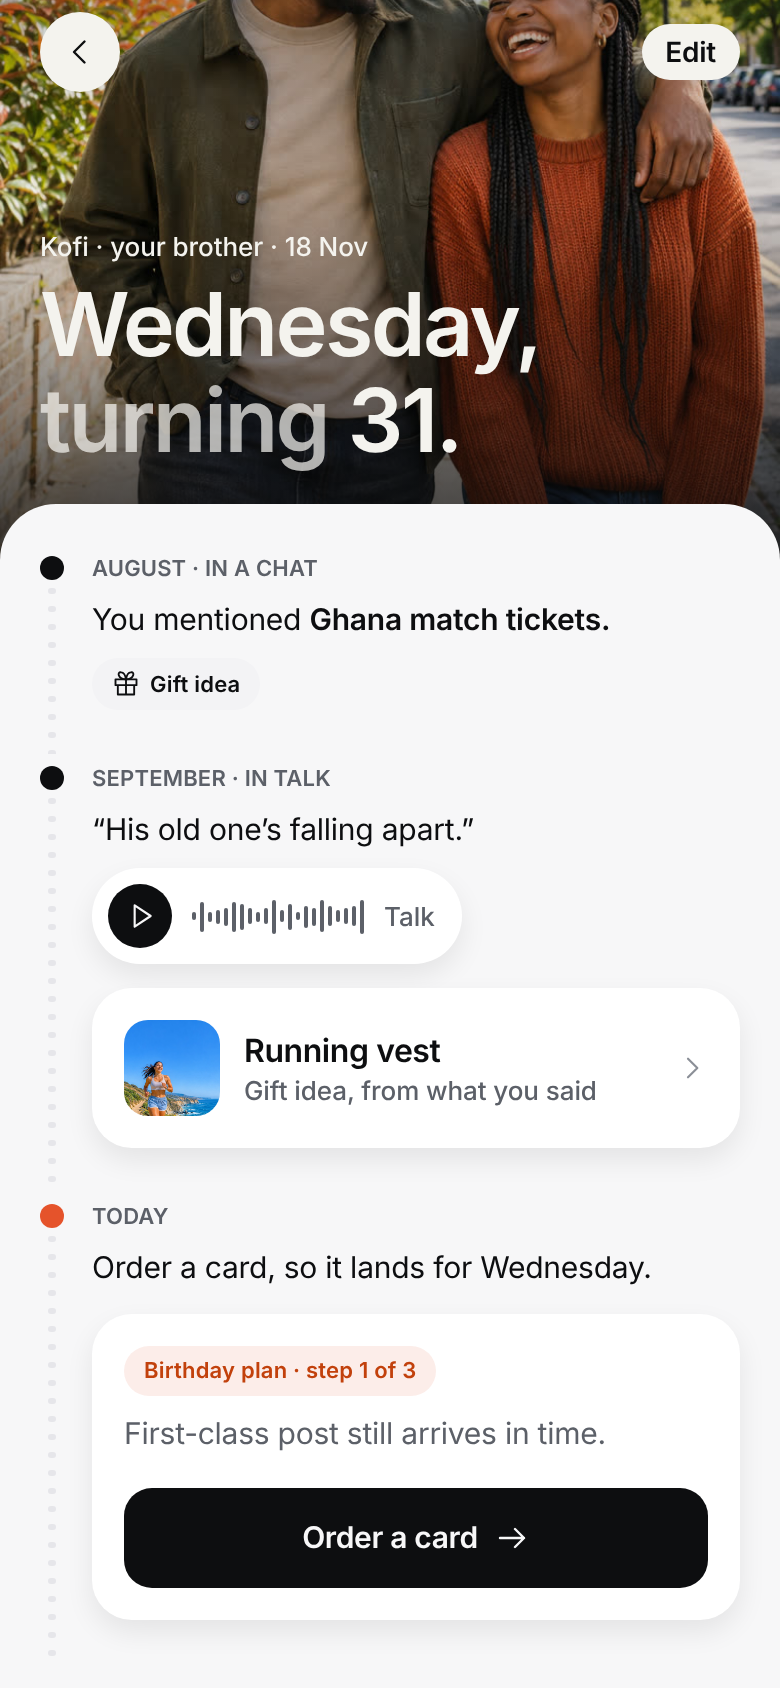 Edit
Kofi · your brother · 18 Nov
Wednesday,
turning 31.
AUGUST · IN A CHAT
You mentioned Ghana match tickets.
Gift idea
SEPTEMBER · IN TALK
“His old one’s falling apart.”
Talk
Running vest
Gift idea, from what you said
TODAY
Order a card, so it lands for Wednesday.
Birthday plan · step 1 of 3
First-class post still arrives in time.
Order a card